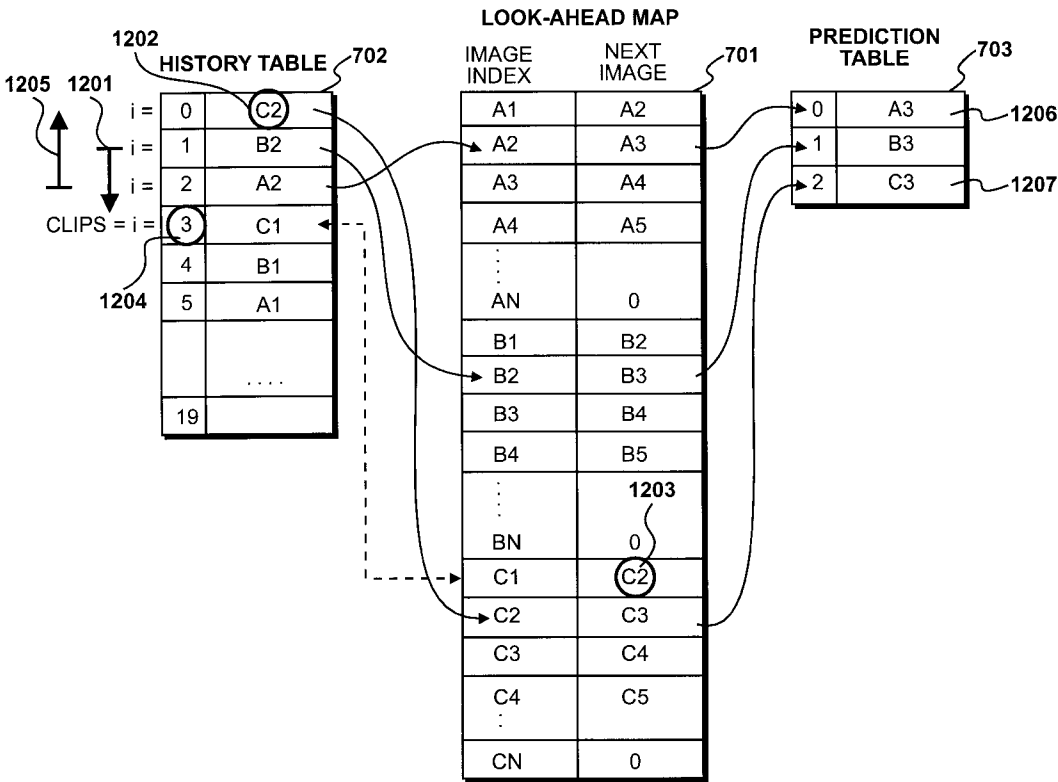 LOOK-AHEAD MAP
1202
HISTORY TABLE
702
1205
1201
i = 0 C2
i = 1 B2
i = 2 A2
CLIPS = i = 3 C1
4 B1
1204
5 A1
. . . .
19
IMAGE INDEX
NEXT IMAGE
701
A1 A2
A2 A3
A3 A4
A4 A5
AN 0
B1 B2
B2 B3
B3 B4
B4 B5
1203
BN 0
C1 C2
C2 C3
C3 C4
C4 C5
CN 0
PREDICTION
TABLE
703
0 A3
1206
1 B3
2 C3
1207